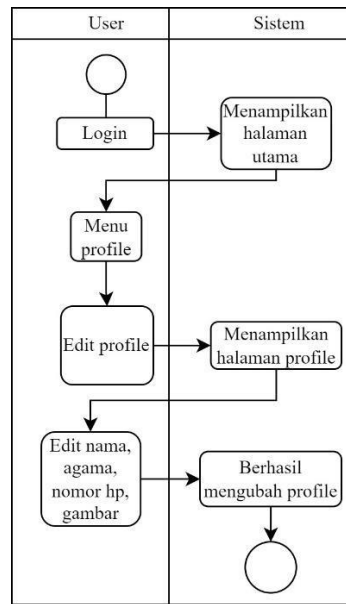 User
Sistem
Login
Menampilkan
halaman
utama
Menu
profile
Edit profile
Menampilkan
halaman profile
Edit nama,
agama,
nomor hp,
gambar
Berhasil
mengubah profile